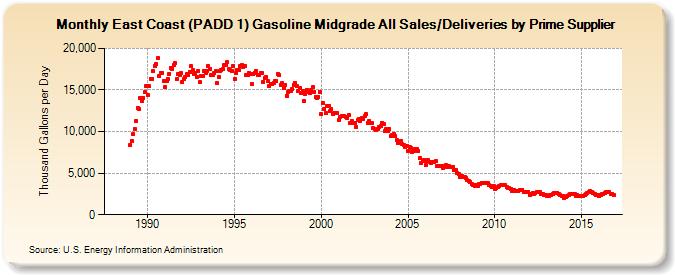 Monthly East Coast (PADD 1) Gasoline Midgrade All Sales/Deliveries by Prime Supplier
Thousand Gallons per Day
20,000
15,000
10,000
5,000
0
1990 1995 2000 2005 2010 2015
Source: U.S. Energy Information Administration